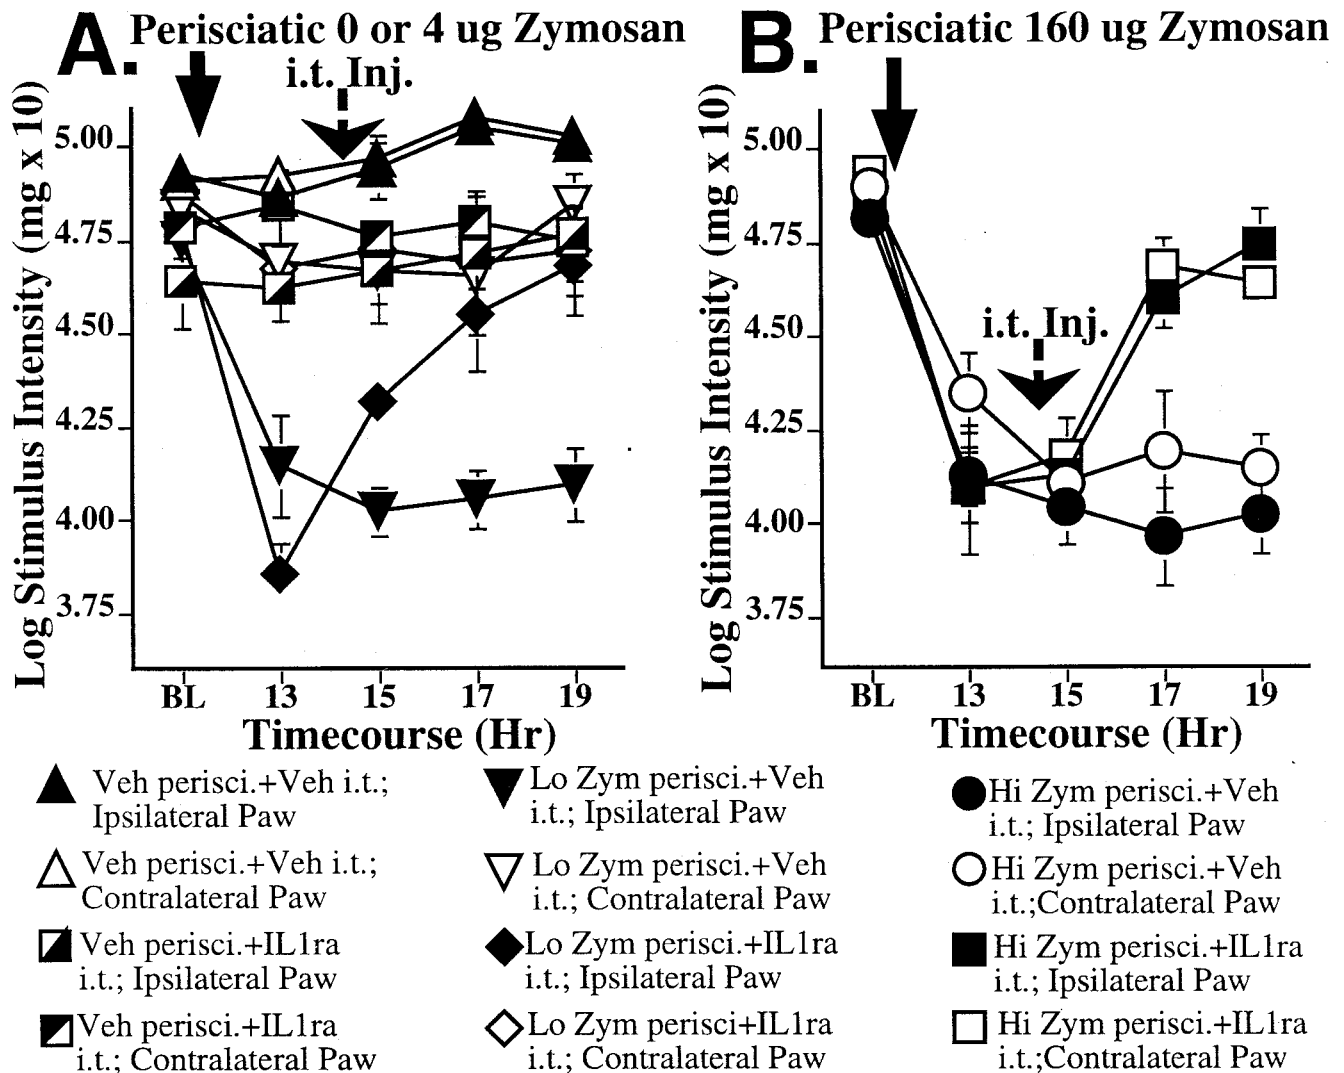 A. Perisciatic 0 or 4 ug Zymosan
i.t. Inj.
Log Stimulus Intensity (mg x 10)
5.00
4.75
4.50
4.25
4.00
3.75
BL 13 15 17 19
Timecourse (Hr)
B. Perisciatic 160 ug Zymosan
i.t. Inj.
Log Stimulus Intensity (mg x 10)
5.00
4.75
4.50
4.25
4.00
3.75
BL 13 15 17 19
Timecourse (Hr)
Veh perisci.+Veh i.t.;
Ipsilateral Paw
Veh perisci.+Veh i.t.;
Contralateral Paw
Veh perisci.+IL1ra
i.t.; Ipsilateral Paw
Veh perisci.+IL1ra
i.t.; Contralateral Paw
Lo Zym perisci.+Veh
i.t.; Ipsilateral Paw
Lo Zym perisci.+Veh
i.t.; Contralateral Paw
Lo Zym perisci.+IL1ra
i.t.; Ipsilateral Paw
Lo Zym perisci+IL1ra
i.t.; Contralateral Paw
Hi Zym perisci.+Veh
i.t.; Ipsilateral Paw
Hi Zym perisci.+Veh
i.t.;Contralateral Paw
Hi Zym perisci.+IL1ra
i.t.; Ipsilateral Paw
Hi Zym perisci.+IL1ra
i.t.;Contralateral Paw